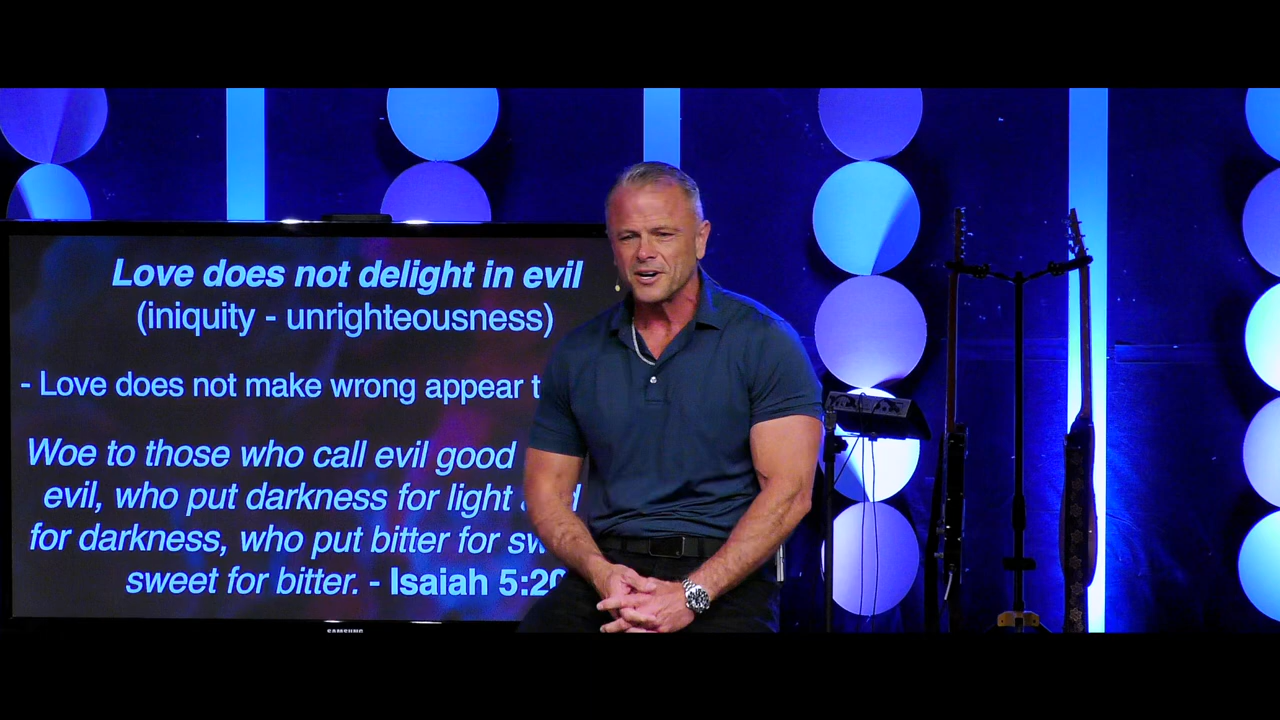 Love does not delight in evil
(iniquity - unrighteousness)
- Love does not make wrong appear
Woe to those who call evil good
evil, who put darkness for light
for darkness, who put bitter for
sweet for bitter. - Isaiah 5:20
SAMSUNG